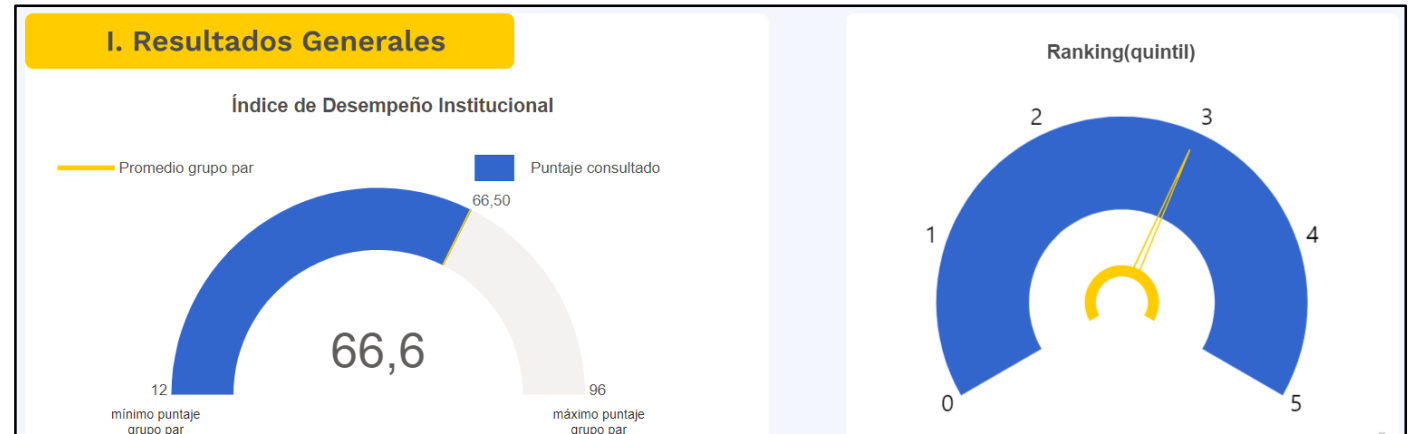 I. Resultados Generales
Índice de Desempeño Institucional
Promedio grupo par
Puntaje consultado
66,50
66,6
12
96
mínimo puntaje
grupo par
máximo puntaje
grupo par
Ranking(quintil)
2
3
1
4
0
5